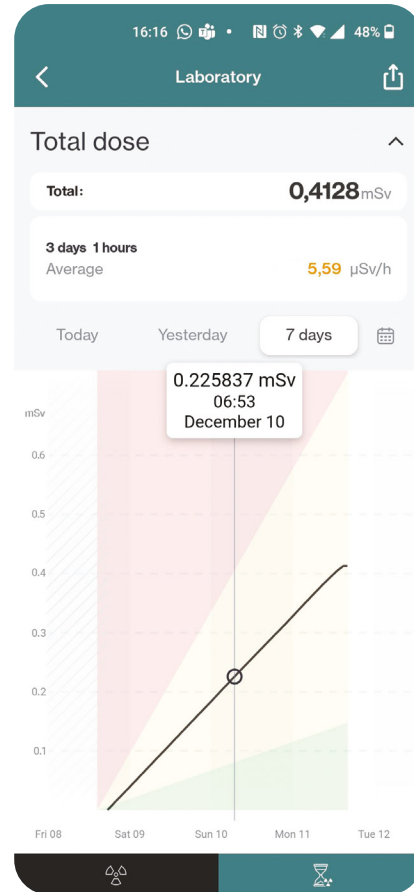 16:16 48%
Laboratory
Total dose
Total: 0,4128 mSv
3 days 1 hours
Average 5,59 µSv/h
Today Yesterday 7 days
0.225837 mSv
06:53
December 10
mSv
0.6
0.5
0.4
0.3
0.2
0.1
Fri 08 Sat 09 Sun 10 Mon 11 Tue 12